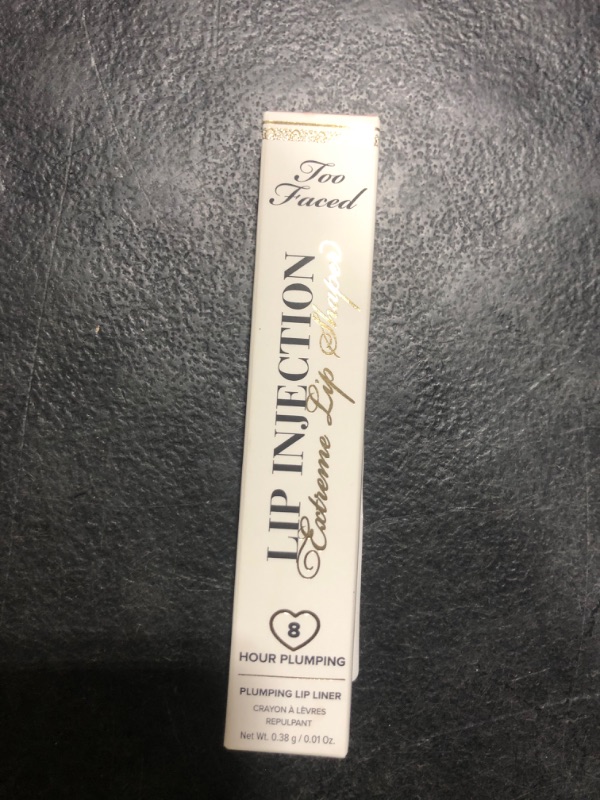 Too
Faced
LIP INJECTION
Extreme Lip Shaper
8
HOUR PLUMPING
PLUMPING LIP LINER
CRAYON À LÈVRES
REPULPANT
Net Wt. 0.38 g / 0.01 Oz.